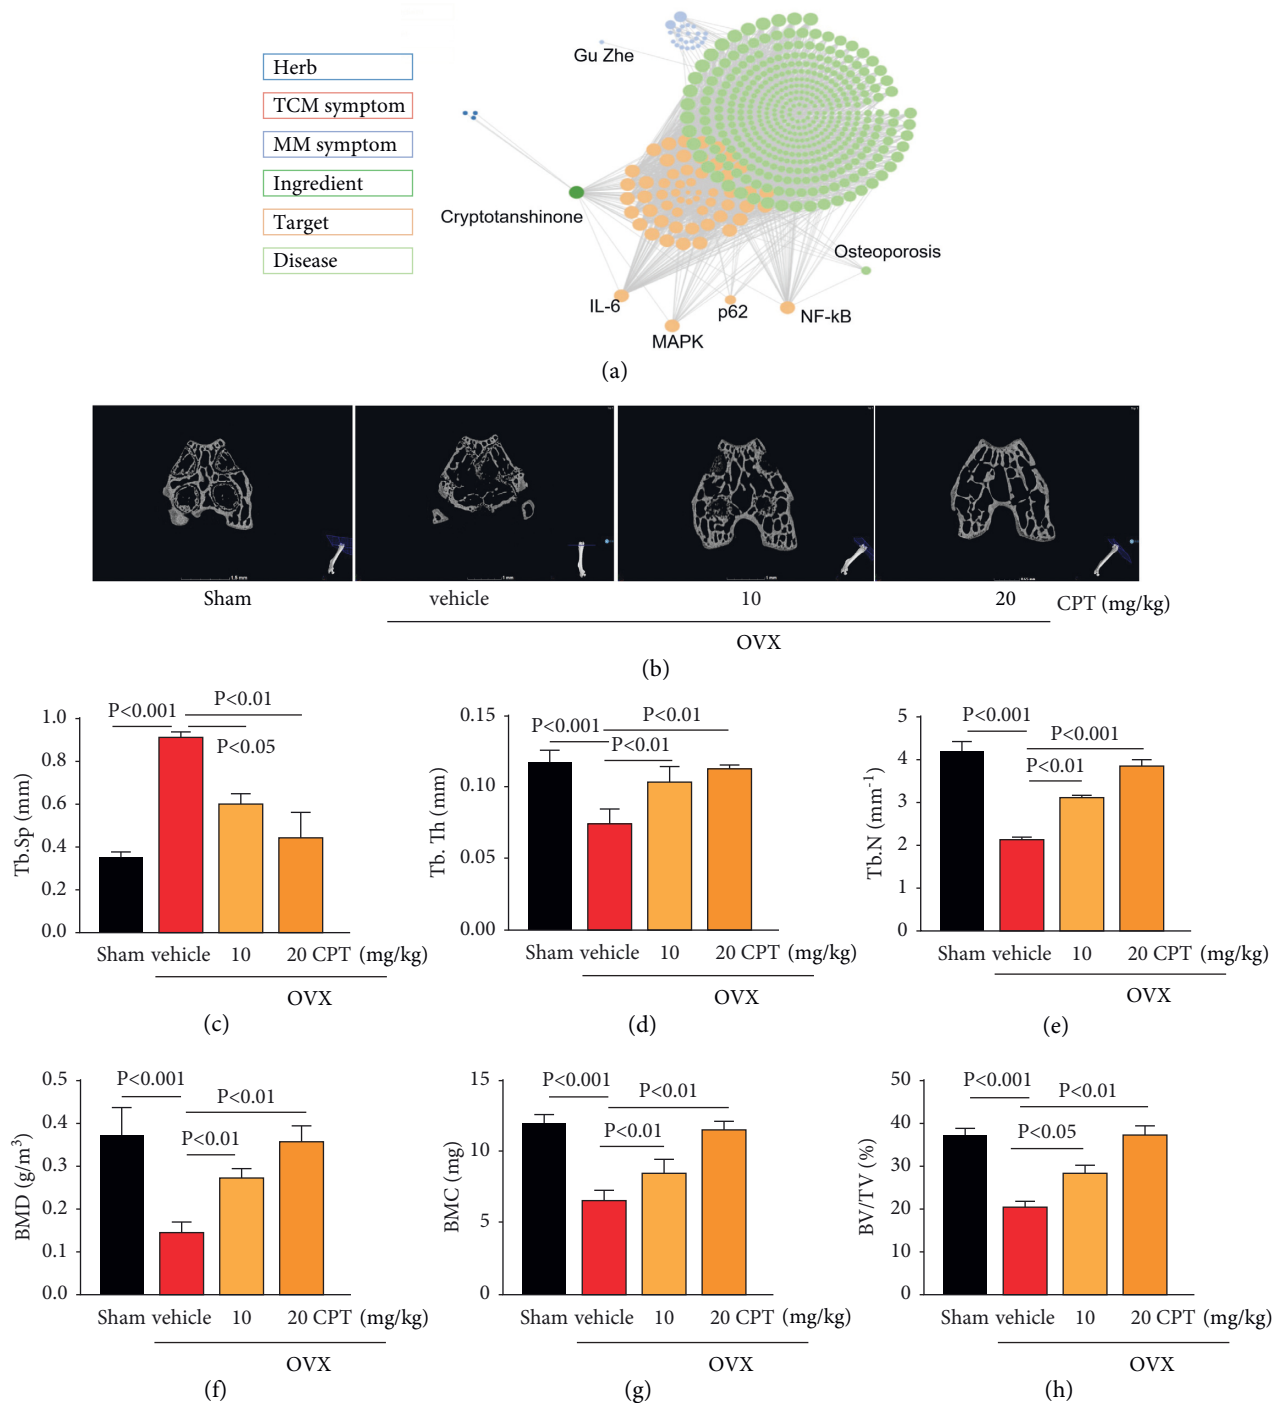 Herb
TCM symptom
MM symptom
Ingredient
Target
Disease
Gu Zhe
Cryptotanshinone
Osteoporosis
IL-6
p62
NF-kB
MAPK
(a)
1.5 mm
1 mm
1 mm
Sham vehicle 10 20 CPT (mg/kg)
OVX
(b)
P<0.001 P<0.01
P<0.05
Tb.Sp (mm)
1.0
0.8
0.6
0.4
0.2
0.0
Sham vehicle 10 20 CPT (mg/kg)
OVX
(c)
P<0.001 P<0.01
P<0.01
Tb. Th (mm)
0.15
0.10
0.05
0.00
Sham vehicle 10 20 CPT (mg/kg)
OVX
(d)
P<0.001 P<0.001
P<0.01
Tb.N (mm-1)
5
4
3
2
1
0
Sham vehicle 10 20 CPT (mg/kg)
OVX
(e)
P<0.001 P<0.01
P<0.01
BMD (g/m3)
0.5
0.4
0.3
0.2
0.1
0.0
Sham vehicle 10 20 CPT (mg/kg)
OVX
(f)
P<0.001 P<0.01
P<0.01
BMC (mg)
15
10
5
0
Sham vehicle 10 20 CPT (mg/kg)
OVX
(g)
P<0.001 P<0.01
P<0.05
BV/TV (%)
50
40
30
20
10
0
Sham vehicle 10 20 CPT (mg/kg)
OVX
(h)